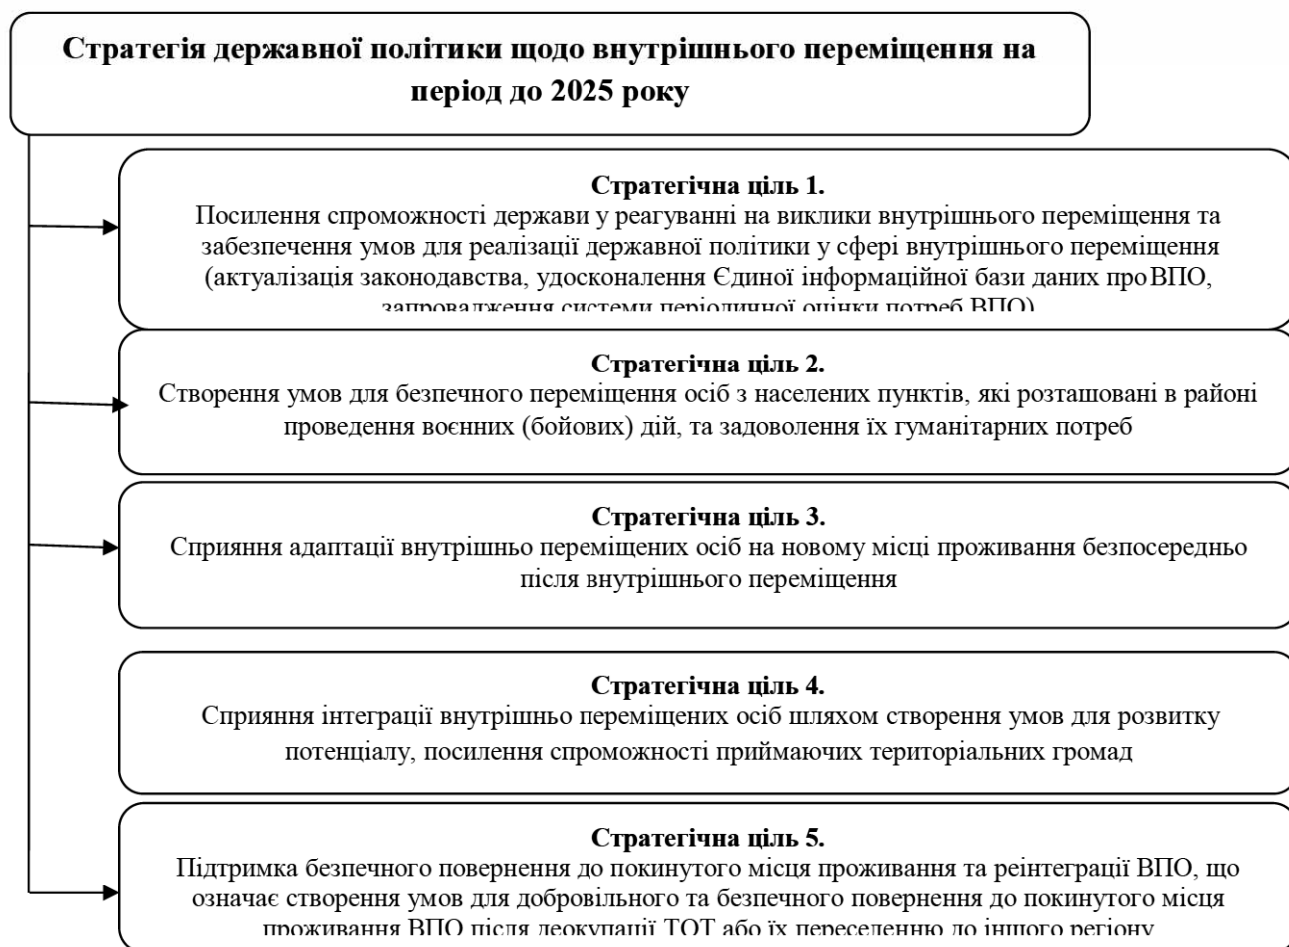 Стратегія державної політики щодо внутрішнього переміщення на
період до 2025 року
Стратегічна ціль 1.
Посилення спроможності держави у реагуванні на виклики внутрішнього переміщення та
забезпечення умов для реалізації державної політики у сфері внутрішнього переміщення
(актуалізація законодавства, удосконалення Єдиної інформаційної бази даних про ВПО,
запровадження системи періодичної оцінки потреб ВПО)
Стратегічна ціль 2.
Створення умов для безпечного переміщення осіб з населених пунктів, які розташовані в районі
проведення воєнних (бойових) дій, та задоволення їх гуманітарних потреб
Стратегічна ціль 3.
Сприяння адаптації внутрішньо переміщених осіб на новому місці проживання безпосередньо
після внутрішнього переміщення
Стратегічна ціль 4.
Сприяння інтеграції внутрішньо переміщених осіб шляхом створення умов для розвитку
потенціалу, посилення спроможності приймаючих територіальних громад
Стратегічна ціль 5.
Підтримка безпечного повернення до покинутого місця проживання та реінтеграції ВПО, що
означає створення умов для добровільного та безпечного повернення до покинутого місця
проживання ВПО після деокупації ТОТ або їх переселенню до іншого регіону